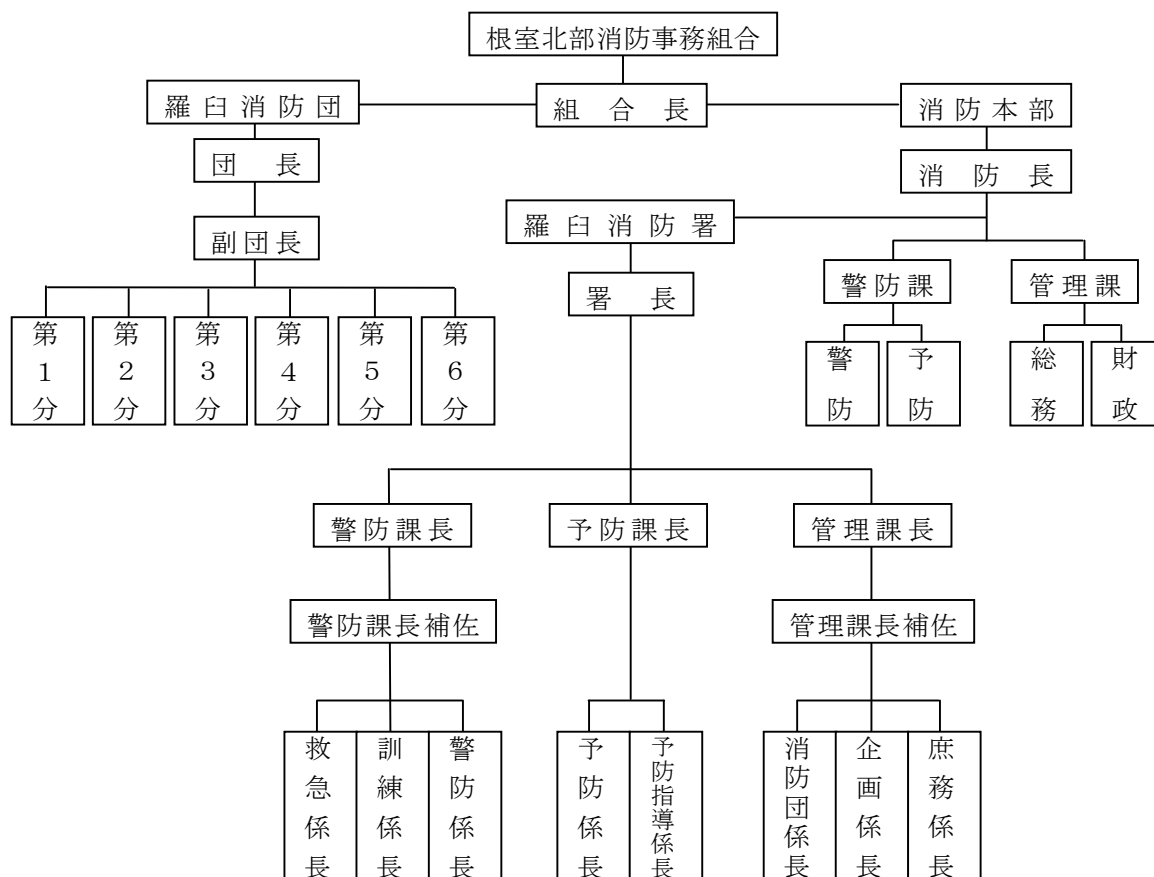 根室北部消防事務組合
羅臼消防団
組合長
消防本部
団長
消防長
副団長
羅臼消防署
警防課
管理課
署長
第1分
第2分
第3分
第4分
第5分
第6分
警防
予防
総務
財政
警防課長
予防課長
管理課長
警防課長補佐
管理課長補佐
救急係長
訓練係長
警防係長
予防係長
予防指導係長
消防団係長
企画係長
庶務係長